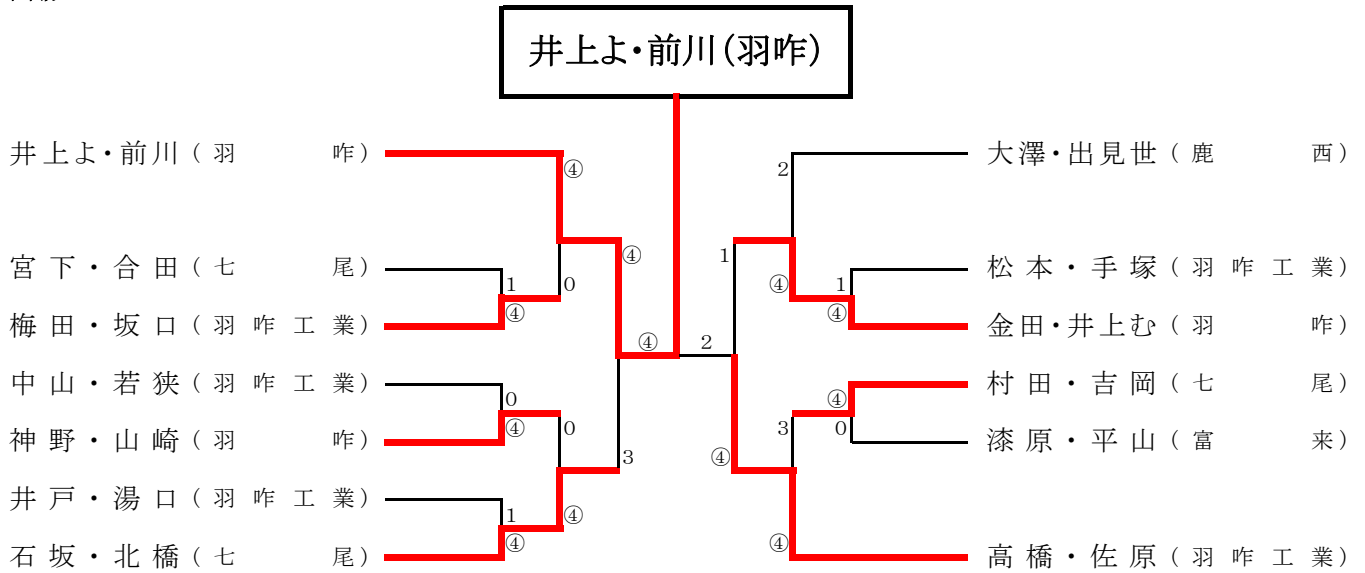 井上よ・前川(羽咋)
井上よ・前川(羽咋)
④
宮下・合田(七尾)
1
0
④
梅田・坂口(羽咋工業)
④
中山・若狭(羽咋工業)
0
神野・山崎(羽咋)
④
0
3
井戸・湯口(羽咋工業)
1
④
石坂・北橋(七尾)
④
④
2
大澤・出見世(鹿西)
2
1
松本・手塚(羽咋工業)
④
1
金田・井上む(羽咋)
④
村田・吉岡(七尾)
④
漆原・平山(富来)
3
0
④
高橋・佐原(羽咋工業)
④